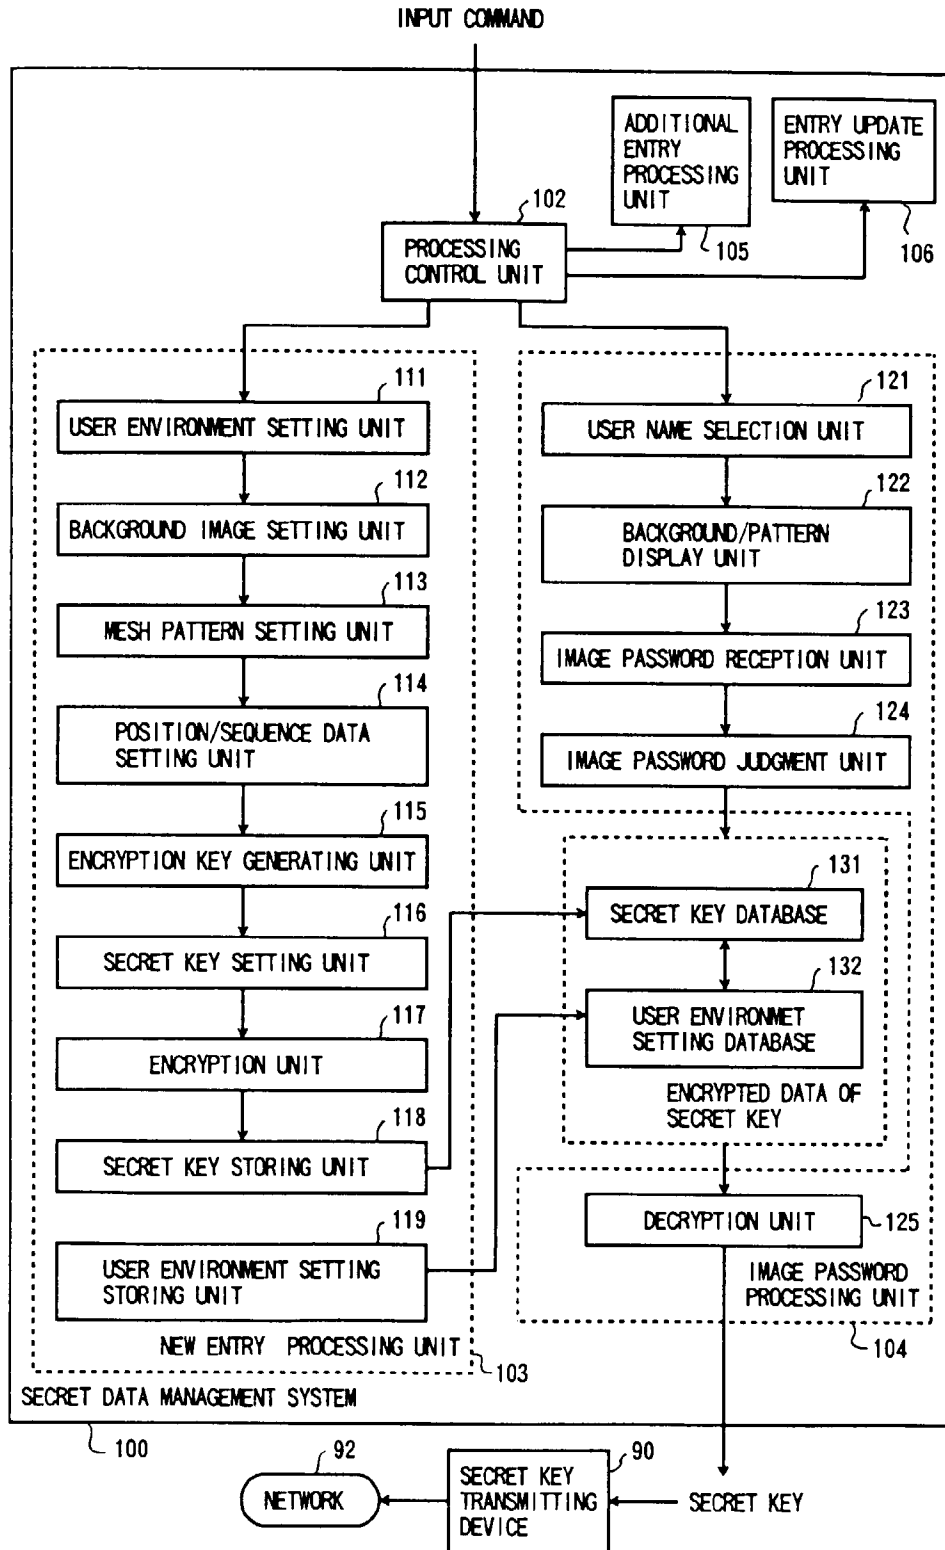 INPUT COMMAND
ADDITIONAL
ENTRY
PROCESSING
UNIT
105
ENTRY UPDATE
PROCESSING
UNIT
106
102
PROCESSING
CONTROL UNIT
111
USER ENVIRONMENT SETTING UNIT
112
BACKGROUND IMAGE SETTING UNIT
113
MESH PATTERN SETTING UNIT
114
POSITION/SEQUENCE DATA
SETTING UNIT
115
ENCRYPTION KEY GENERATING UNIT
116
SECRET KEY SETTING UNIT
117
ENCRYPTION UNIT
118
SECRET KEY STORING UNIT
119
USER ENVIRONMENT SETTING
STORING UNIT
NEW ENTRY PROCESSING UNIT
103
121
USER NAME SELECTION UNIT
122
BACKGROUND/PATTERN
DISPLAY UNIT
123
IMAGE PASSWORD RECEPTION UNIT
124
IMAGE PASSWORD JUDGMENT UNIT
131
SECRET KEY DATABASE
132
USER ENVIRONMET
SETTING DATABASE
ENCRYPTED DATA OF
SECRET KEY
DECRYPTION UNIT
125
IMAGE PASSWORD
PROCESSING UNIT
104
SECRET DATA MANAGEMENT SYSTEM
100
92
NETWORK
90
SECRET KEY
TRANSMITTING
DEVICE
SECRET KEY